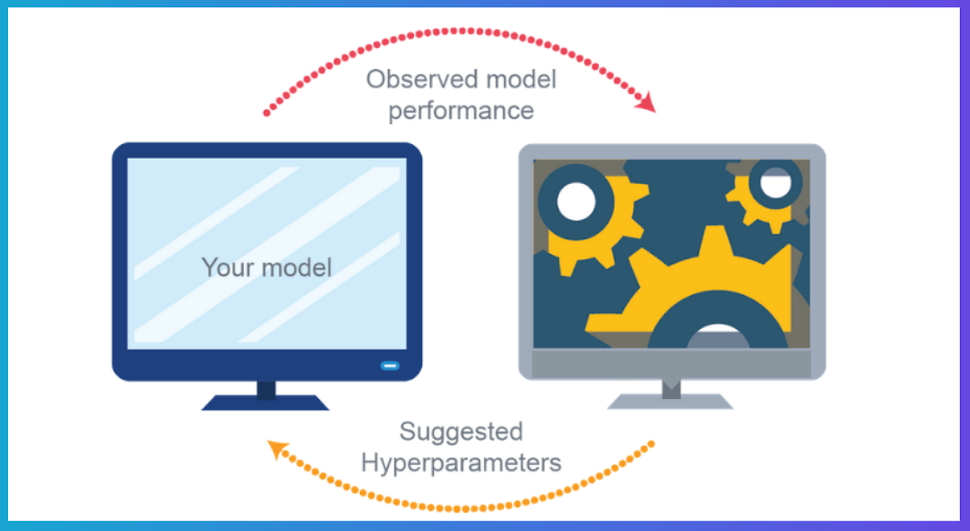 Observed model
performance
Your model
Suggested
Hyperparameters